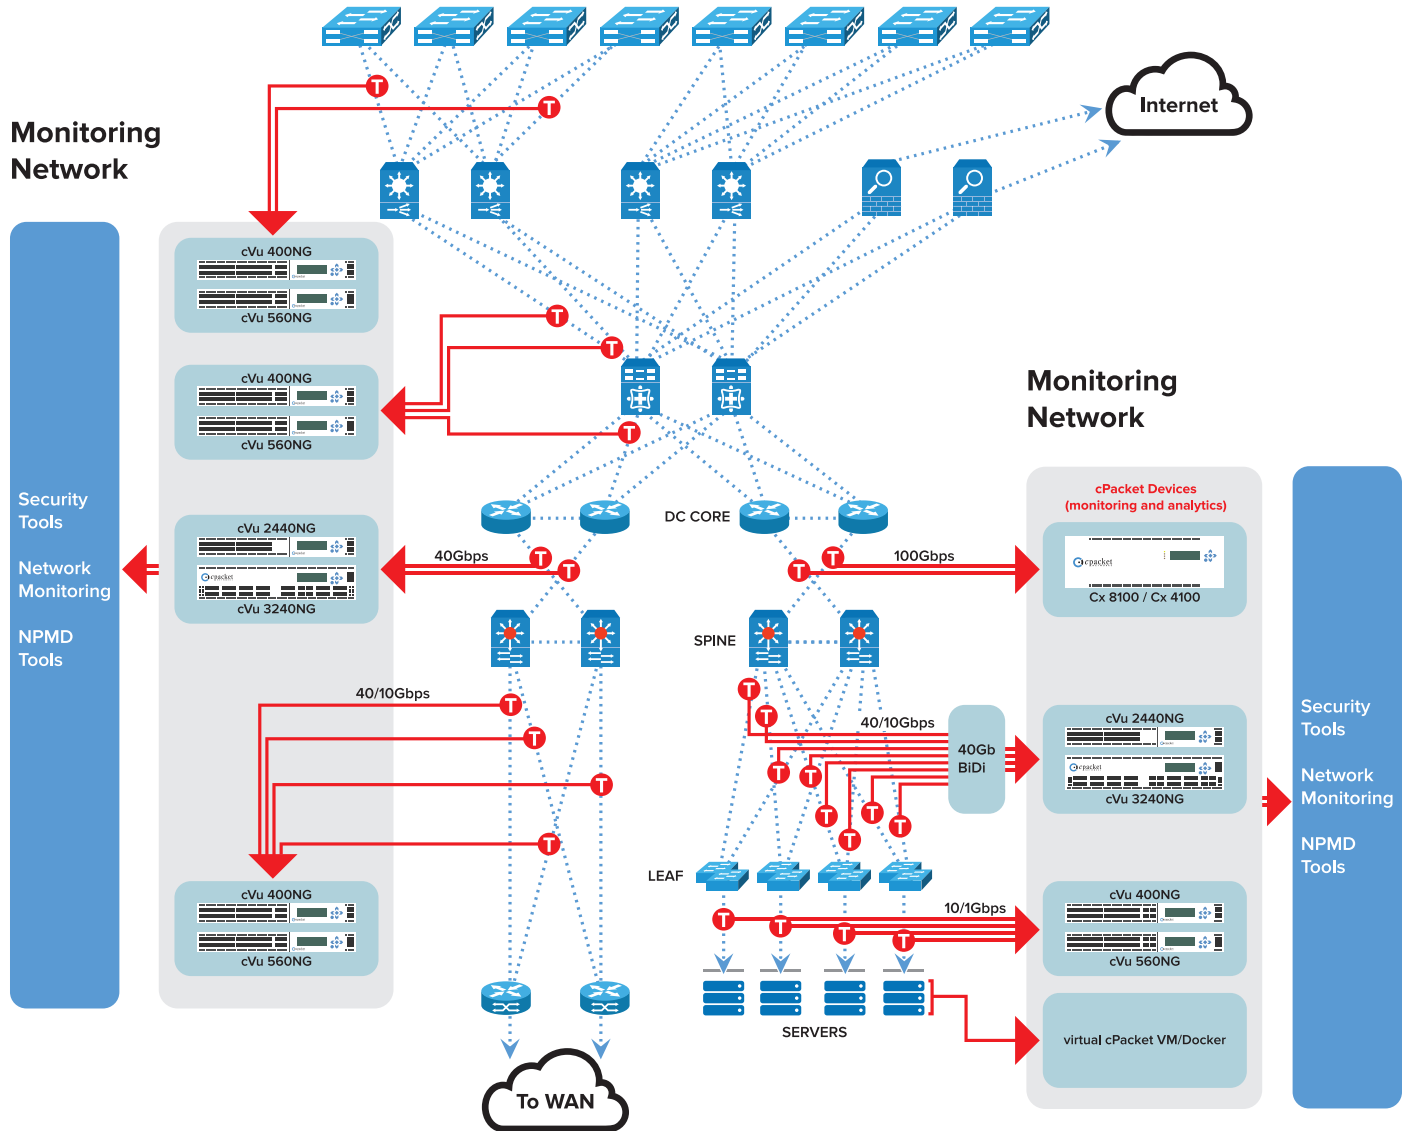 Internet
Monitoring
Network
cVu 400NG
cVu 560NG
T
T
cVu 400NG
cVu 560NG
T
T
T
Security
Tools
Network
Monitoring
NPMD
Tools
cVu 2440NG
cpacket
cVu 3240NG
40Gbps
T
T
40/10Gbps
T
T
T
T
cVu 400NG
cVu 560NG
To WAN
Monitoring
Network
DC CORE
cPacket Devices
(monitoring and analytics)
100Gbps
T
T
cpacket
Cx 8100 / Cx 4100
SPINE
40/10Gbps
T
T
T
T
T
T
T
T
40Gb
BiDi
cVu 2440NG
cpacket
cVu 3240NG
Security
Tools
Network
Monitoring
NPMD
Tools
LEAF
10/1Gbps
T
T
T
T
cVu 400NG
cVu 560NG
SERVERS
virtual cPacket VM/Docker